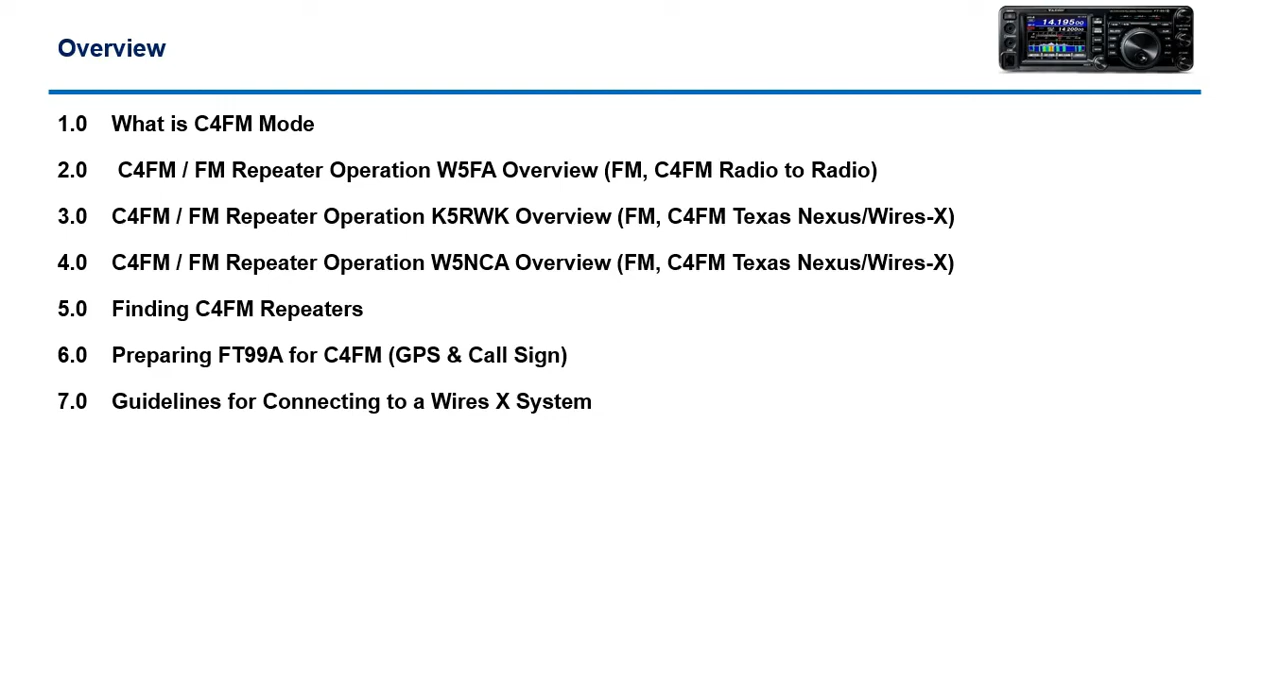 Overview
14.195.00
1.0 What is C4FM Mode
2.0 C4FM / FM Repeater Operation W5FA Overview (FM, C4FM Radio to Radio)
3.0 C4FM / FM Repeater Operation K5RWK Overview (FM, C4FM Texas Nexus/Wires-X)
4.0 C4FM / FM Repeater Operation W5NCA Overview (FM, C4FM Texas Nexus/Wires-X)
5.0 Finding C4FM Repeaters
6.0 Preparing FT99A for C4FM (GPS & Call Sign)
7.0 Guidelines for Connecting to a Wires X System